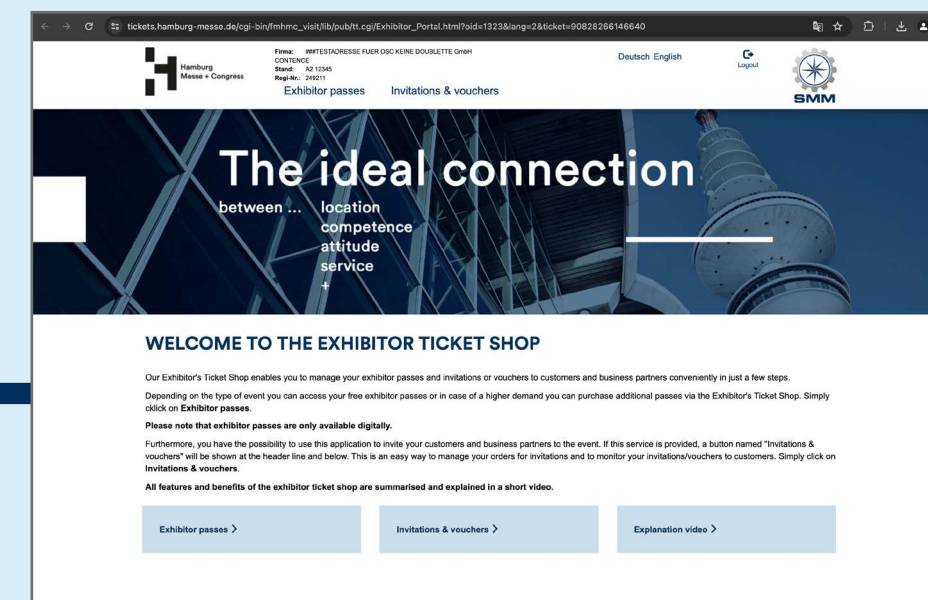 tickets.hamburg-messe.de/cgi-bin/fmhmc_visit/lib/pub/tt.cgi/Exhibitor_Portal.html?oid=1323&lang=2&ticket=90828266146640
Hamburg
Messe + Congress
Firma: ###TESTADRESSE FUER OSC KEINE DOUBLETTE GmbH
CONTENCE
Stand: A2 12345
Regi-Nr.: 249211
Exhibitor passes Invitations & vouchers
Deutsch English
Logout
SMM
The ideal connection
between ... location
competence
attitude
service
+
WELCOME TO THE EXHIBITOR TICKET SHOP
Our Exhibitor's Ticket Shop enables you to manage your exhibitor passes and invitations or vouchers to customers and business partners conveniently in just a few steps.
Depending on the type of event you can access your free exhibitor passes or in case of a higher demand you can purchase additional passes via the Exhibitor's Ticket Shop. Simply
cklick on Exhibitor passes.
Please note that exhibitor passes are only available digitally.
Furthermore, you have the possibility to use this application to invite your customers and business partners to the event. If this service is provided, a button named "Invitations &
vouchers" will be shown at the header line and below. This is an easy way to manage your orders for invitations and to monitor your invitations/vouchers to customers. Simply click on
Invitations & vouchers.
All features and benefits of the exhibitor ticket shop are summarised and explained in a short video.
Exhibitor passes >
Invitations & vouchers >
Explanation video >